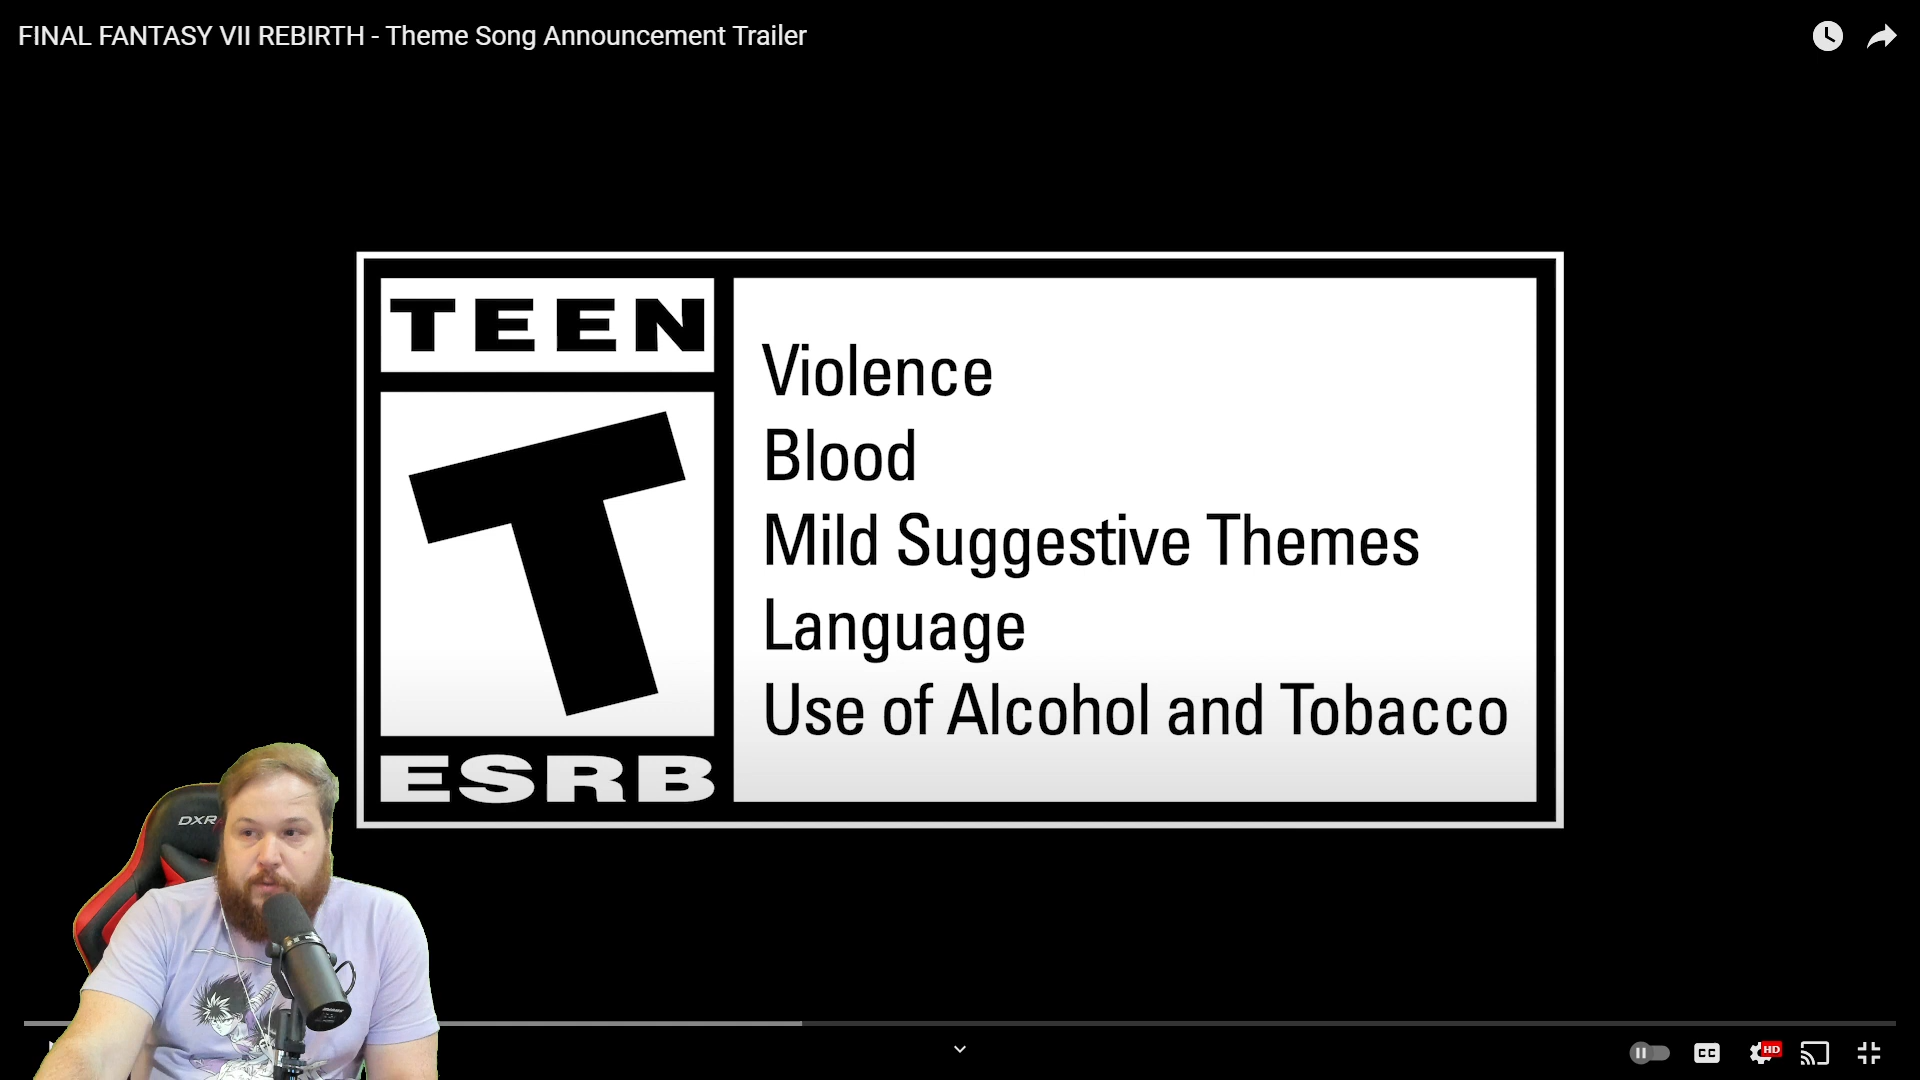 FINAL FANTASY VII REBIRTH - Theme Song Announcement Trailer
TEEN
T
ESRB
Violence
Blood
Mild Suggestive Themes
Language
Use of Alcohol and Tobacco
DXR
CC
HD